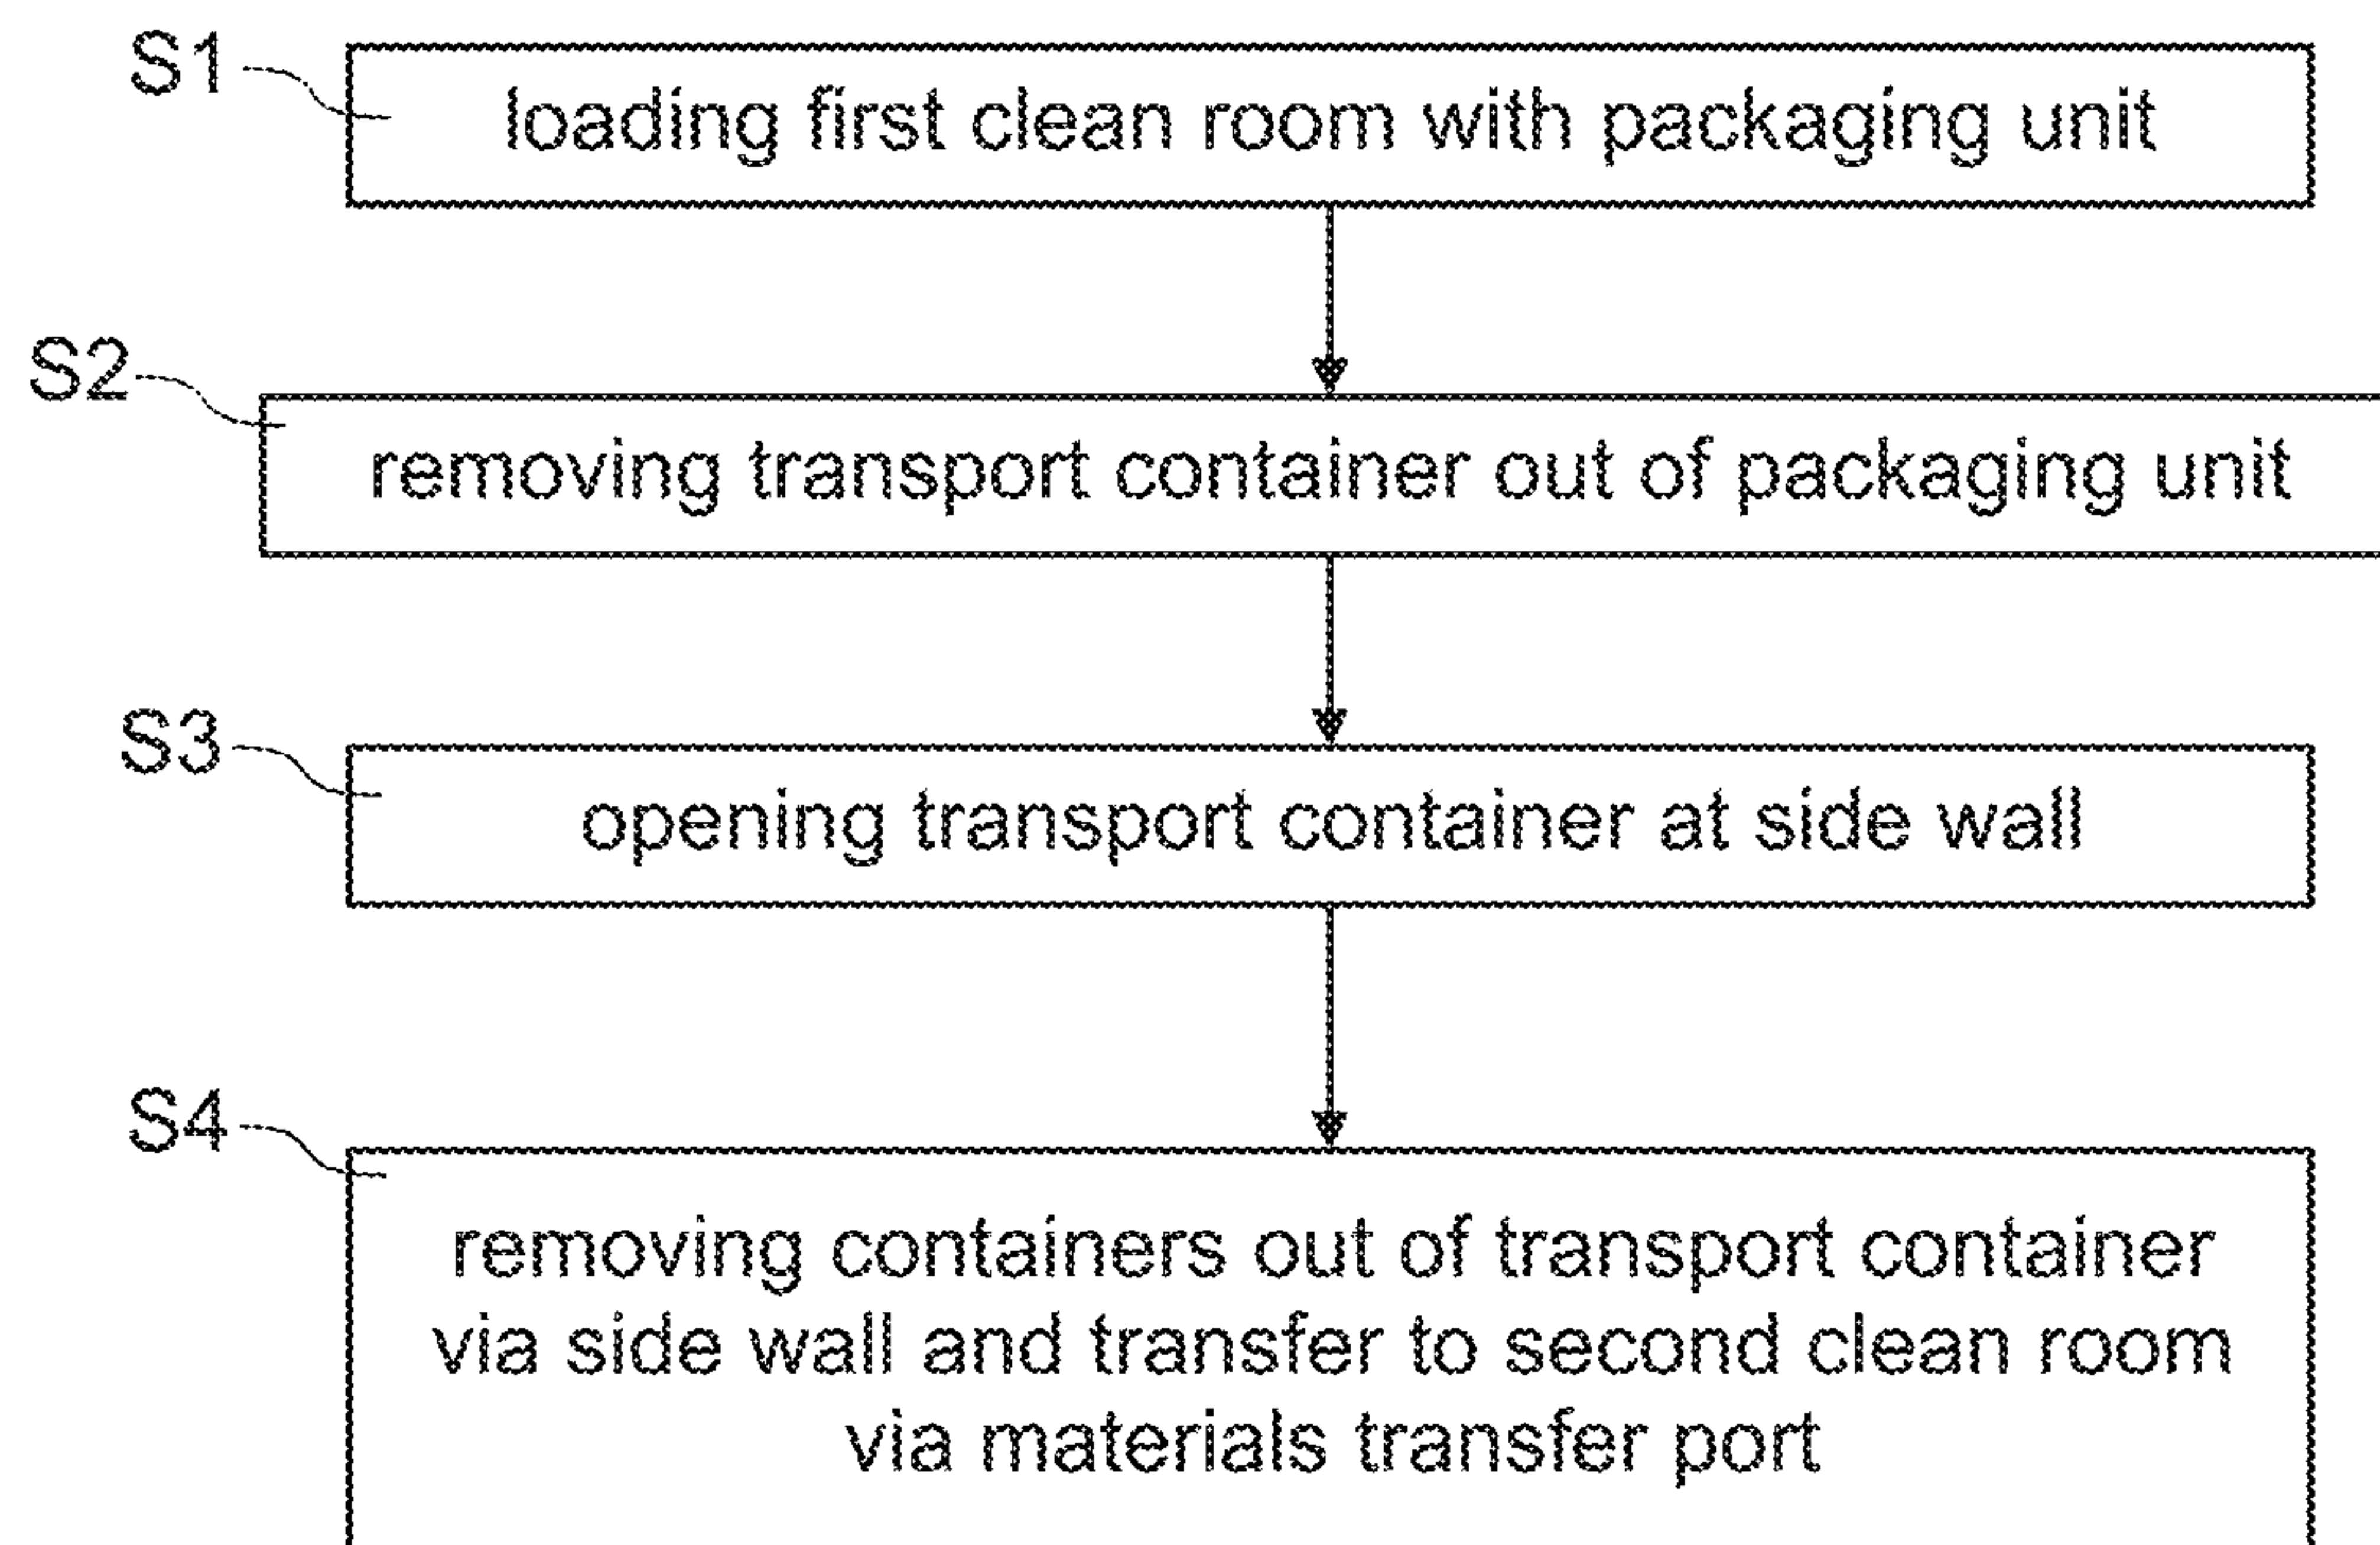 S1
loading first clean room with packaging unit
S2
removing transport container out of packaging unit
S3
opening transport container at side wall
S4
removing containers out of transport container
via side wall and transfer to second clean room
via materials transfer port